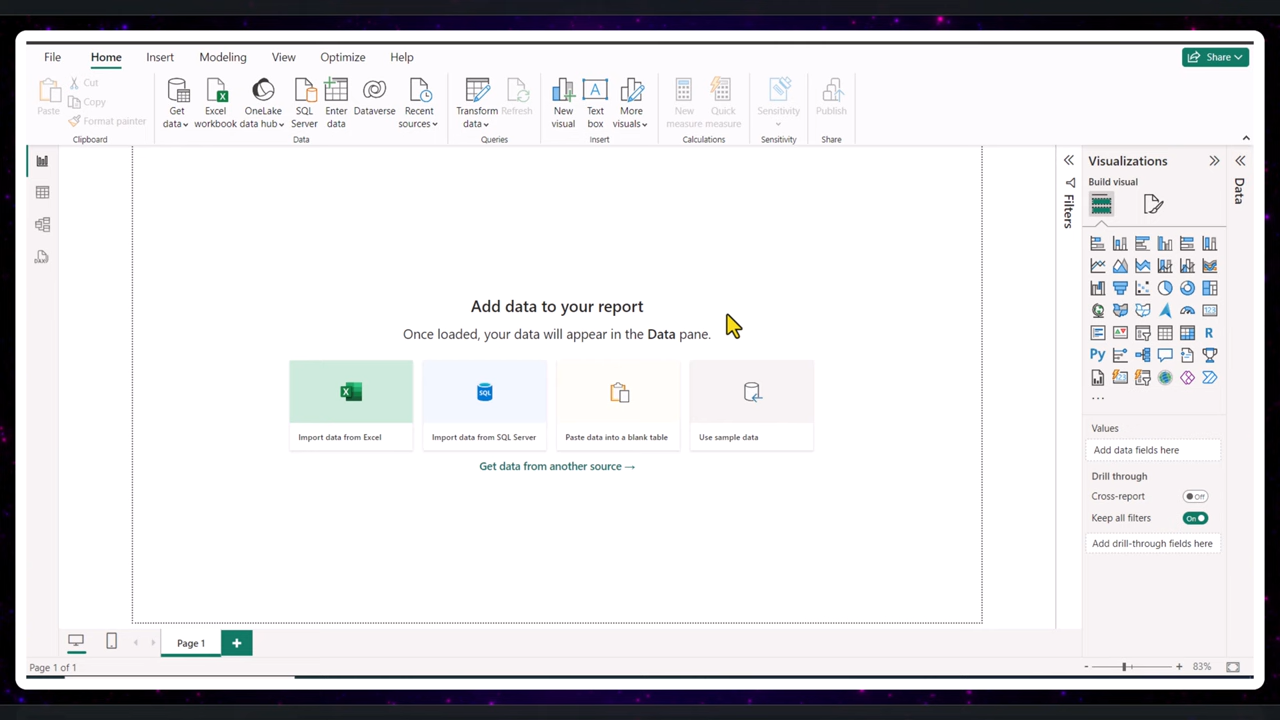 File Home Insert Modeling View Optimize Help
Share
Paste
Cut
Copy
Format painter
Clipboard
Get
data
Excel
workbook
OneLake
data hub
SQL
Server
Enter
data
Dataverse
Recent
sources
Data
Transform
data
Refresh
Queries
New
visual
A
Text
box
More
visuals
Insert
New
measure
Quick
measure
Calculations
Sensitivity
Sensitivity
Publish
Share
Add data to your report
Once loaded, your data will appear in the Data pane.
SQL
Import data from Excel
Import data from SQL Server
Paste data into a blank table
Use sample data
Get data from another source →
Filters
Visualizations
Build visual
123
R
Py
...
Values
Add data fields here
Drill through
Cross-report
Off
Keep all filters
On
Add drill-through fields here
Data
Page 1
+
Page 1 of 1
- + 83%